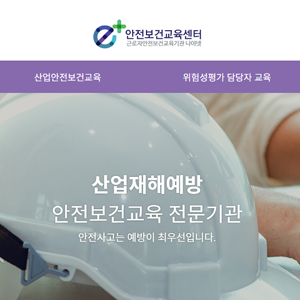 안전보건교육센터
근로자안전보건교육기관 나이넷
산업안전보건교육 위험성평가 담당자 교육
산업재해예방
안전보건교육 전문기관
안전사고는 예방이 최우선입니다.